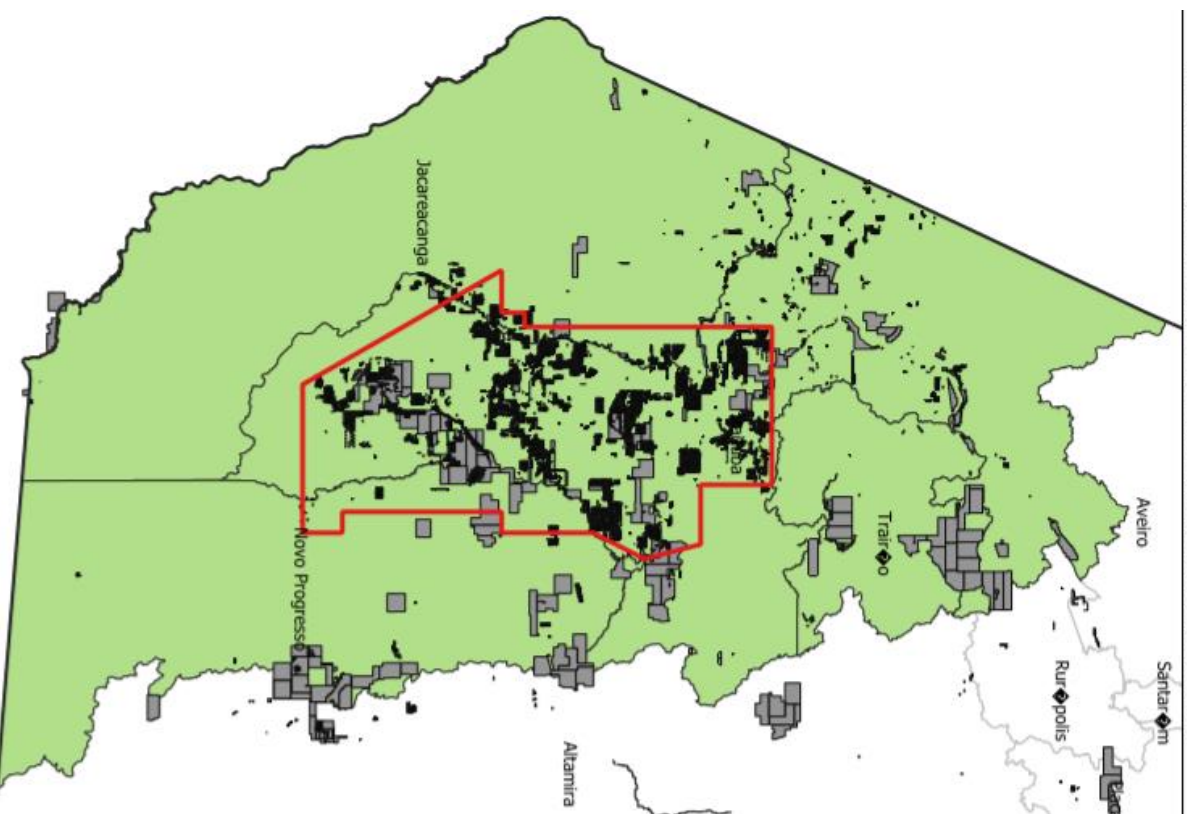 Jacareacanga
Aveiro
Trair�o
Novo Progresso
Rur�polis
Santar�m
Altamira